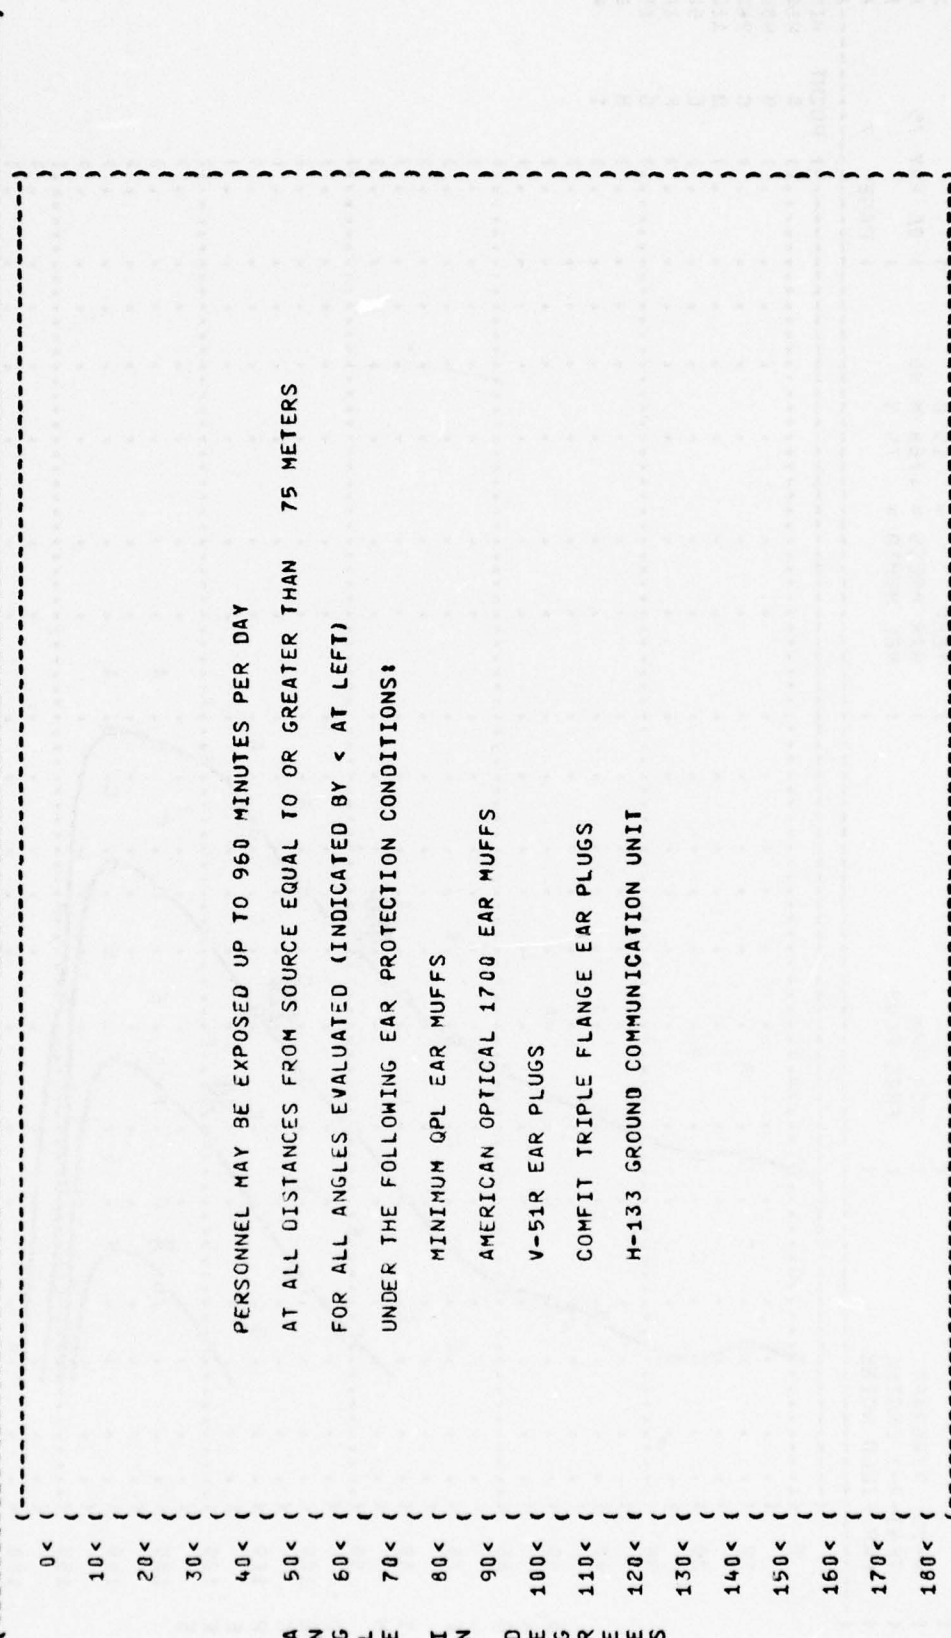 0<
10<
20<
30<
40<
PERSONNEL MAY BE EXPOSED UP TO 960 MINUTES PER DAY
50<
AT ALL DISTANCES FROM SOURCE EQUAL TO OR GREATER THAN 75 METERS
60<
FOR ALL ANGLES EVALUATED (INDICATED BY < AT LEFT)
70<
UNDER THE FOLLOWING EAR PROTECTION CONDITIONS:
80<
MINIMUM QPL EAR MUFFS
90<
AMERICAN OPTICAL 1700 EAR MUFFS
100<
V-51R EAR PLUGS
110<
COMFIT TRIPLE FLANGE EAR PLUGS
120<
H-133 GROUND COMMUNICATION UNIT
130<
140<
150<
160<
170<
180<
ANGLE
IN
DEGREES